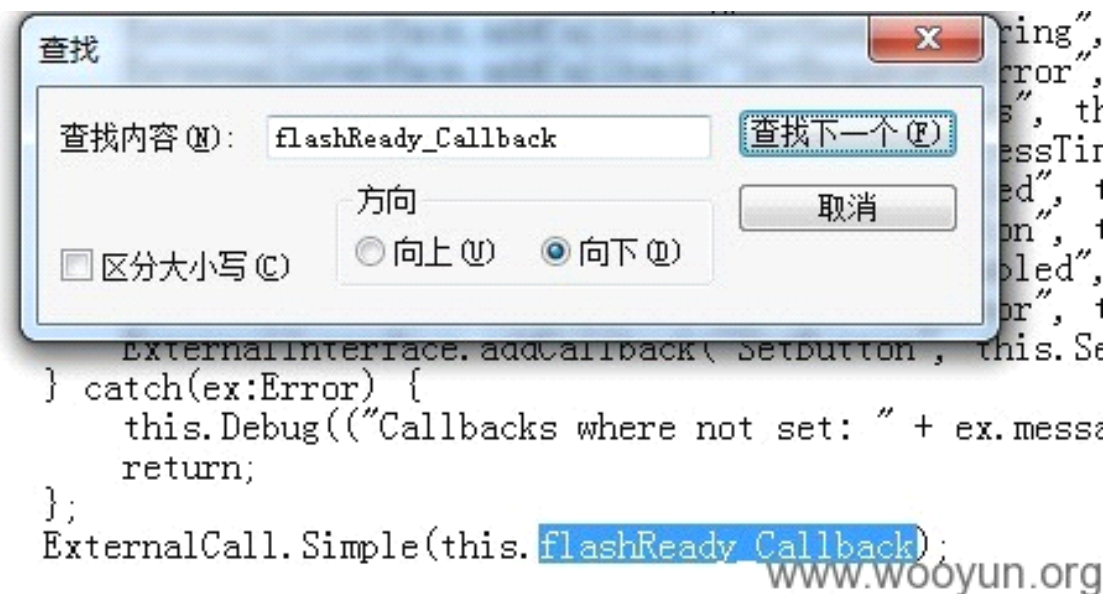 查找
查找内容(N):
flashReady_Callback
查找下一个(F)
方向
取消
区分大小写(C)
向上(U)
向下(D)
ring",
rror",
s", th
essTim
ed", t
on", t
bled",
or", t
ExternalInterface.addCallback("SetButton", this.Se
} catch(ex:Error) {
this.Debug(("Callbacks where not set: " + ex.messa
return;
};
ExternalCall.Simple(this.flashReady_Callback);
www.wooyun.org